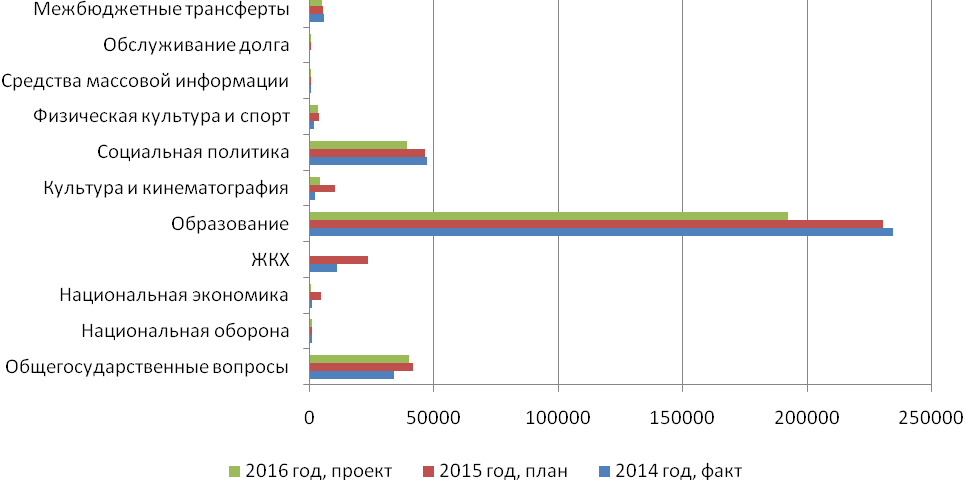 Межбюджетные трансферты
Обслуживание долга
Средства массовой информации
Физическая культура и спорт
Социальная политика
Культура и кинематография
Образование
ЖКХ
Национальная экономика
Национальная оборона
Общегосударственные вопросы
0 50000 100000 150000 200000 250000
2016 год, проект 2015 год, план 2014 год, факт